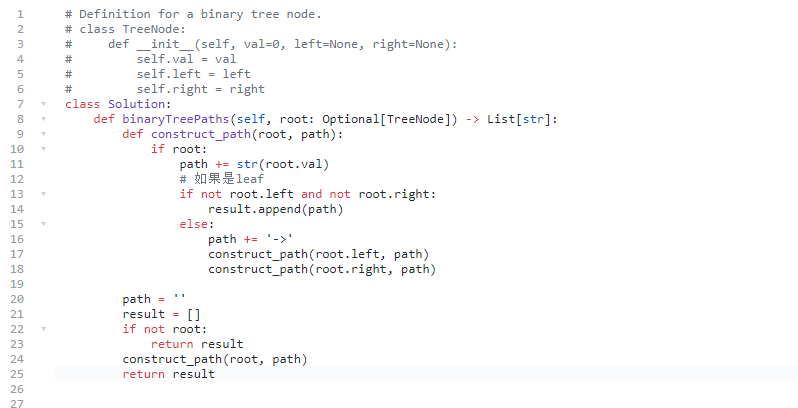 1 # Definition for a binary tree node.
2 # class TreeNode:
3 #     def __init__(self, val=0, left=None, right=None):
4 #         self.val = val
5 #         self.left = left
6 #         self.right = right
7 class Solution:
8     def binaryTreePaths(self, root: Optional[TreeNode]) -> List[str]:
9         def construct_path(root, path):
10             if root:
11                 path += str(root.val)
12                 # 如果是leaf
13                 if not root.left and not root.right:
14                     result.append(path)
15                 else:
16                     path += '->'
17                     construct_path(root.left, path)
18                     construct_path(root.right, path)
19
20         path = ''
21         result = []
22         if not root:
23             return result
24         construct_path(root, path)
25         return result
26
27